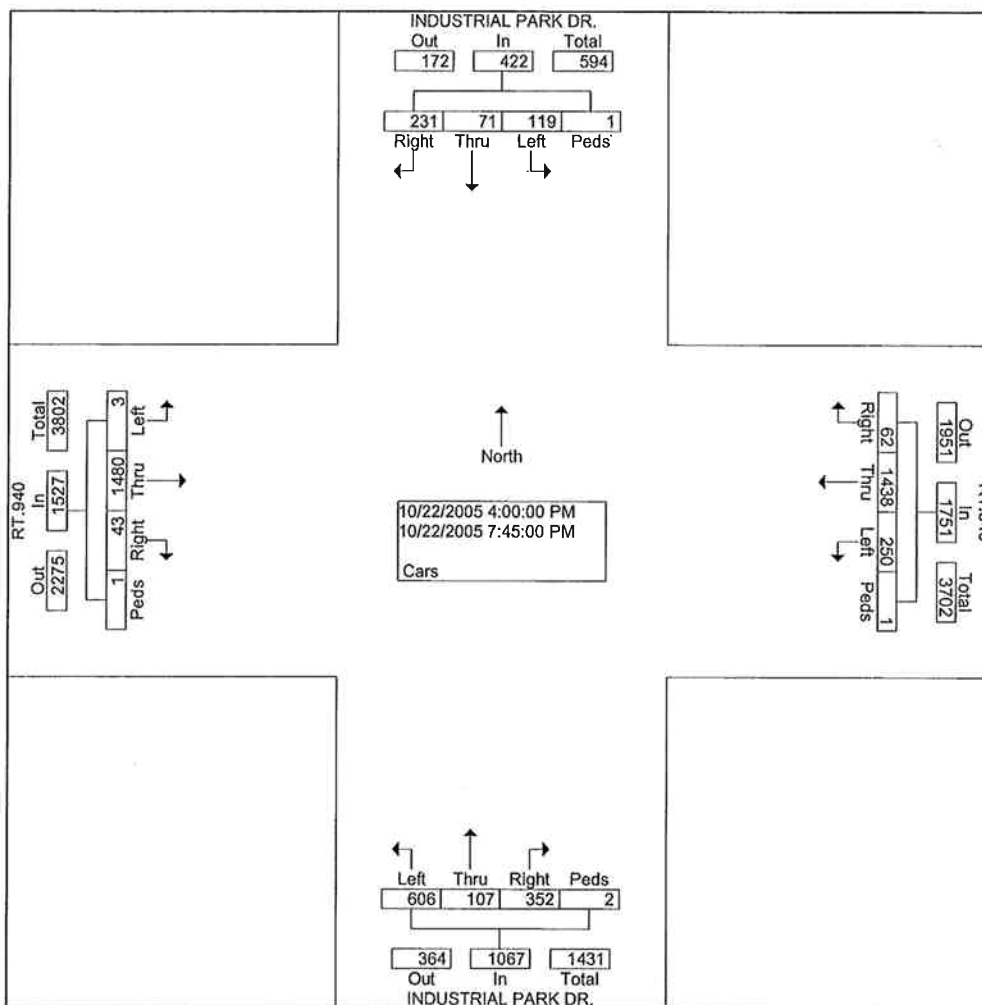 INDUSTRIAL PARK DR.
Out In Total
172 422 594
231 71 119 1
Right Thru Left Peds
North
10/22/2005 4:00:00 PM
10/22/2005 7:45:00 PM
Cars
RT.940
Out In Total
2275 1527 3802
3 1480 43 1
Left Thru Right Peds
Out In Total
1951 1751 3702
62 1438 250 1
Right Thru Left Peds
Left Thru Right Peds
606 107 352 2
364 1067 1431
Out In Total
INDUSTRIAL PARK DR.